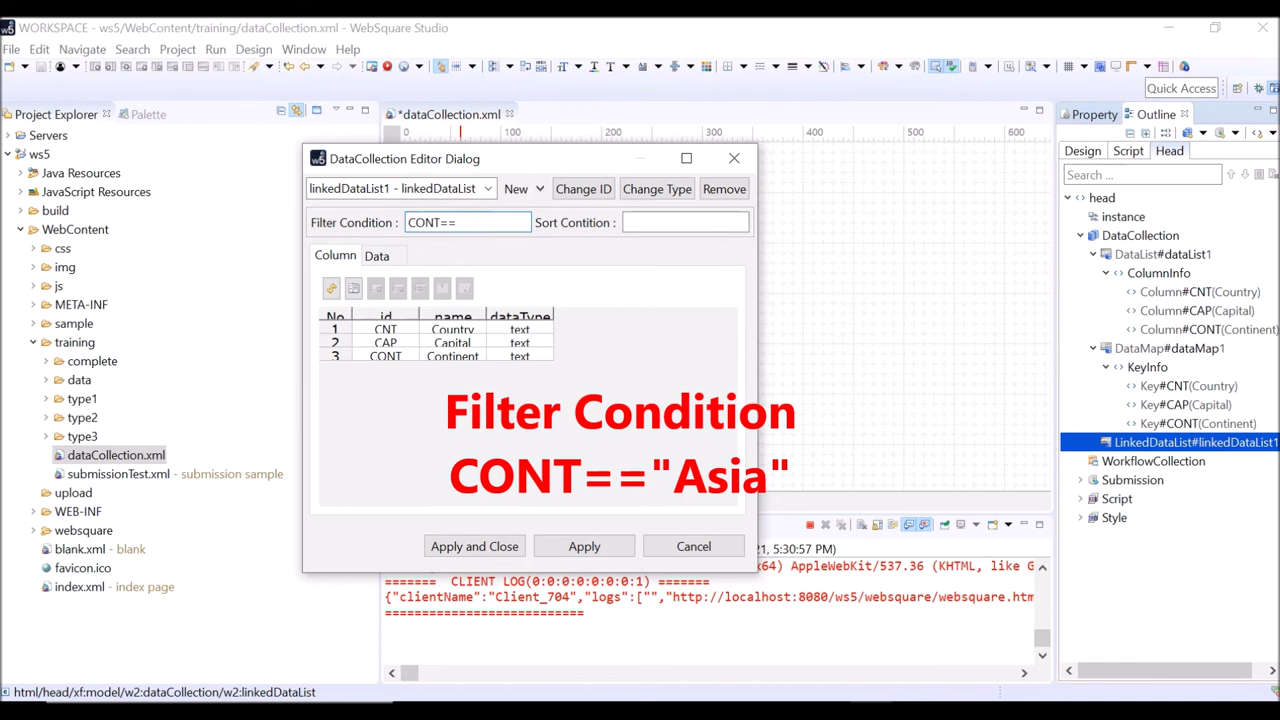 WORKSPACE - ws5/WebContent/training/dataCollection.xml - WebSquare Studio
File Edit Navigate Search Project Run Design Window Help
Quick Access
Project Explorer Palette
*dataCollection.xml
Property Outline
0 100 200 300 400 500 600
Design Script Head
Search ...
Servers
ws5
Java Resources
JavaScript Resources
build
WebContent
css
img
js
META-INF
sample
training
complete
data
type1
type2
type3
dataCollection.xml
submissionTest.xml - submission sample
upload
WEB-INF
websquare
blank.xml - blank
favicon.ico
index.xml - index page
DataCollection Editor Dialog
linkedDataList1 - linkedDataList New Change ID Change Type Remove
Filter Condition : CONT== Sort Contition :
Column Data
No id name dataType
1 CNT Country text
2 CAP Capital text
3 CONT Continent text
Filter Condition
CONT=="Asia"
Apply and Close Apply Cancel
head
instance
DataCollection
DataList#dataList1
ColumnInfo
Column#CNT(Country)
Column#CAP(Capital)
Column#CONT(Continent
DataMap#dataMap1
KeyInfo
Key#CNT(Country)
Key#CAP(Capital)
Key#CONT(Continent)
LinkedDataList#linkedDataList1
WorkflowCollection
Submission
Script
Style
21, 5:30:57 PM)
x64) AppleWebKit/537.36 (KHTML, like G
======= CLIENT LOG(0:0:0:0:0:0:0:1) =======
{"clientName":"Client_704","logs":["","http://localhost:8080/ws5/websquare/websquare.htm
==========================
html/head/xf:model/w2:dataCollection/w2:linkedDataList